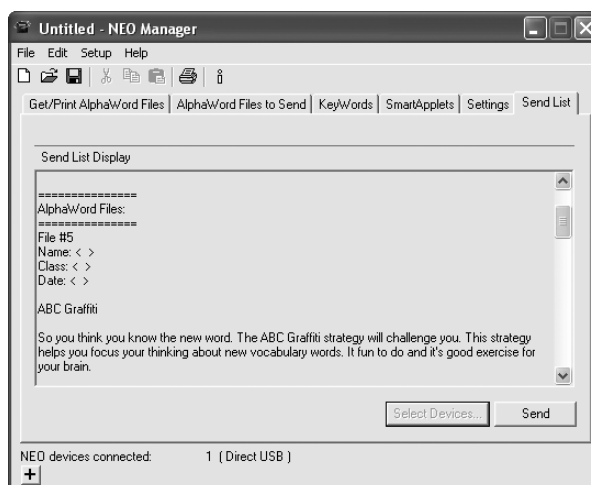 Untitled - NEO Manager
File Edit Setup Help
Get/Print AlphaWord Files AlphaWord Files to Send KeyWords SmartApplets Settings Send List
Send List Display
===============
AlphaWord Files:
===============
File #5
Name: < >
Class: < >
Date: < >
ABC Graffiti
So you think you know the new word. The ABC Graffiti strategy will challenge you. This strategy
helps you focus your thinking about new vocabulary words. It fun to do and it's good exercise for
your brain.
Select Devices... Send
NEO devices connected: 1 ( Direct USB )